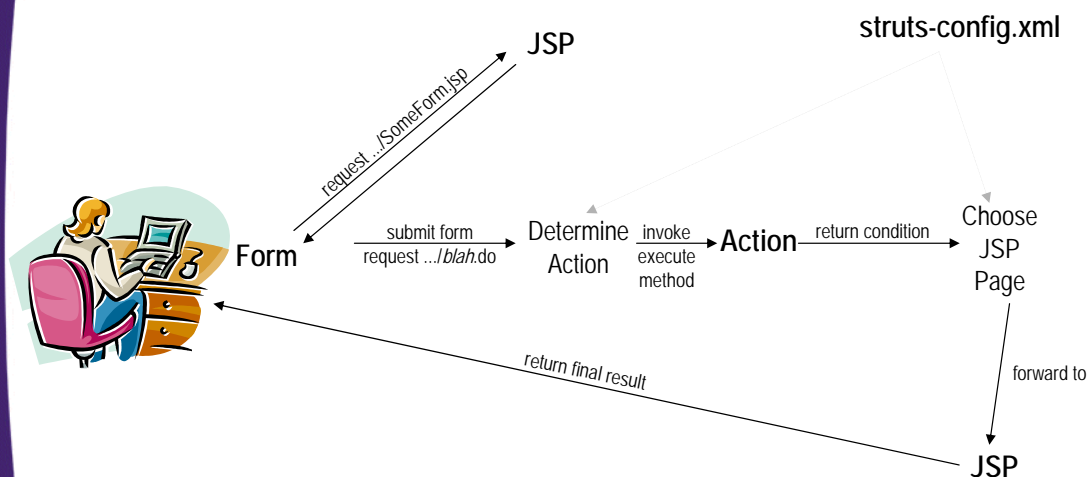 struts-config.xml
JSP
request .../SomeForm.jsp
Form
submit form
request .../blah.do
Determine
Action
invoke
execute
method
Action
return condition
Choose
JSP
Page
return final result
forward to
JSP